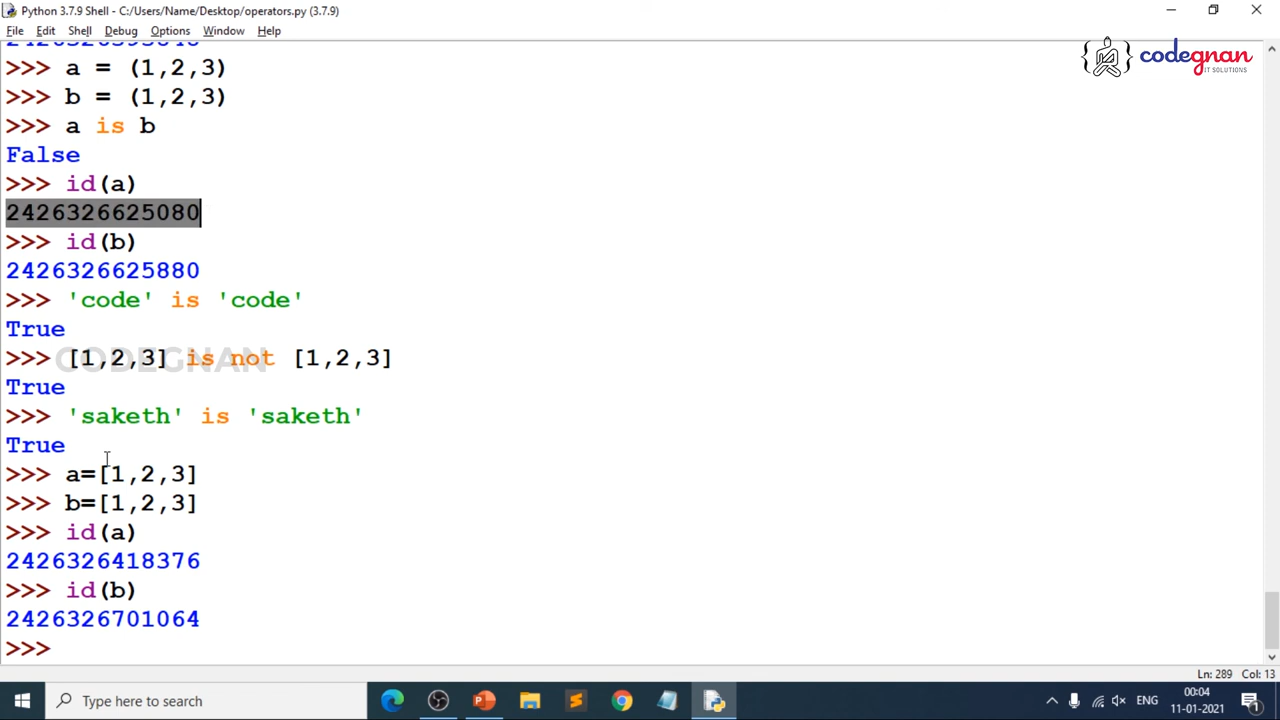 Python 3.7.9 Shell - C:/Users/Name/Desktop/operators.py (3.7.9)
File Edit Shell Debug Options Window Help
codegnan
IT SOLUTIONS
>>> a = (1,2,3)
>>> b = (1,2,3)
>>> a is b
False
>>> id(a)
2426326625080
>>> id(b)
2426326625880
>>> 'code' is 'code'
True
>>> [1,2,3] is not [1,2,3]
CODEGNAN
True
>>> 'saketh' is 'saketh'
True
>>> a=[1,2,3]
>>> b=[1,2,3]
>>> id(a)
2426326418376
>>> id(b)
2426326701064
>>>
Ln: 289 Col: 13
Type here to search
ENG
00:04
11-01-2021
1